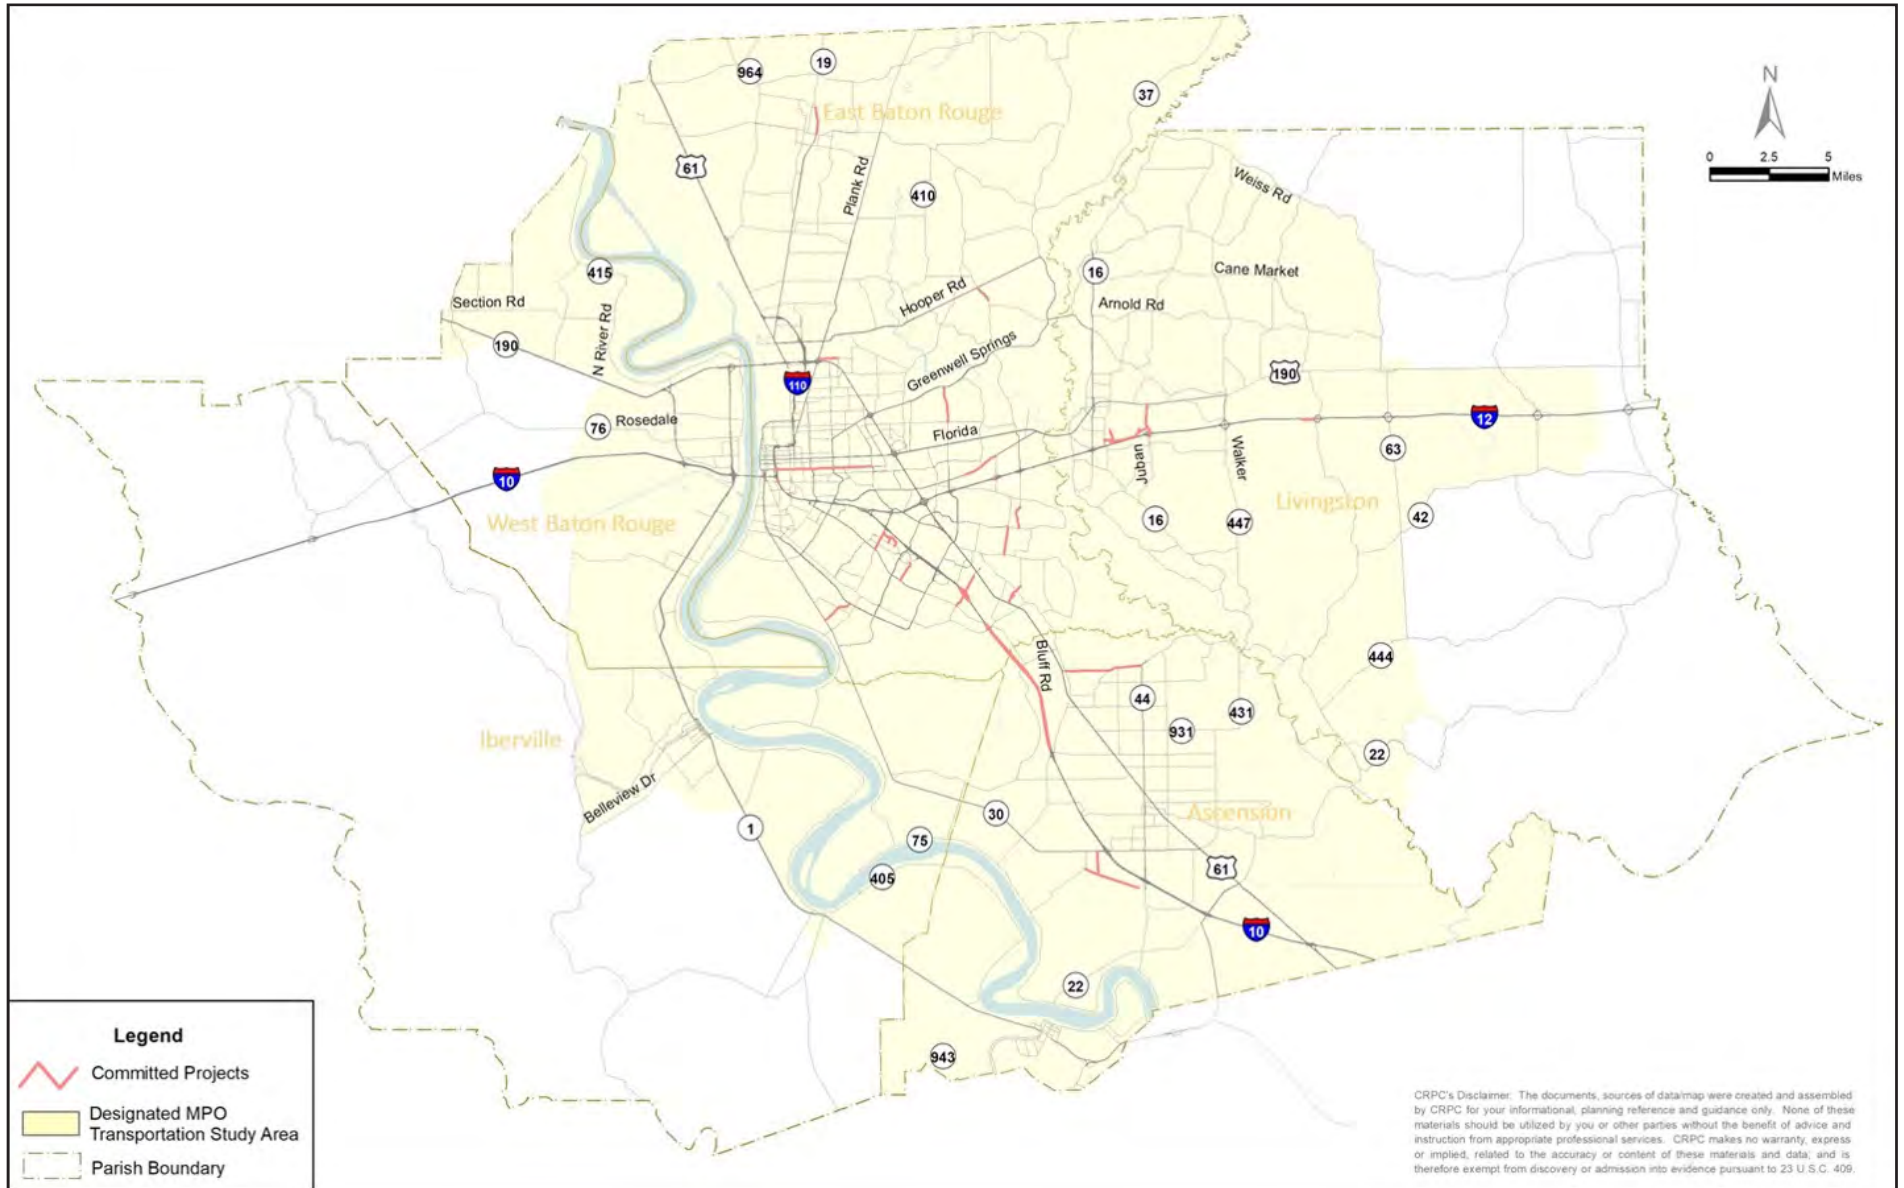 964
19
37
East Baton Rouge
N
0 2.5 5
Miles
61
Plank Rd
410
Weiss Rd
415
16
Cane Market
Section Rd
N River Rd
Hooper Rd
Arnold Rd
190
110
Greenwell Springs
190
76
Rosedale
Florida
12
10
Juban
Walker
63
West Baton Rouge
16
447
Livingston
42
Bluff Rd
444
44
431
931
Iberville
22
Belleview Dr
1
30
Ascension
75
405
61
10
22
943
Legend
Committed Projects
Designated MPO
Transportation Study Area
Parish Boundary
CRPC's Disclaimer: The documents, sources of data/map were created and assembled
by CRPC for your informational, planning reference and guidance only. None of these
materials should be utilized by you or other parties without the benefit of advice and
instruction from appropriate professional services. CRPC makes no warranty, express
or implied, related to the accuracy or content of these materials and data; and is
therefore exempt from discovery or admission into evidence pursuant to 23 U.S.C. 409.